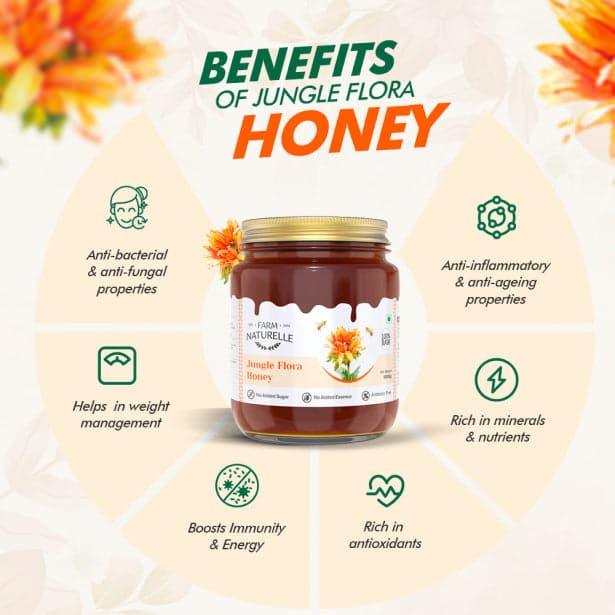 BENEFITS
OF JUNGLE FLORA
HONEY
Anti-bacterial
& anti-fungal
properties
Anti-inflammatory
& anti-ageing
properties
FARM
NATURELLE
Jungle Flora
Honey
No Added Sugar
No Added Essence
100%
RAW
Helps in weight
management
Rich in minerals
& nutrients
Boosts Immunity
& Energy
Rich in
antioxidants